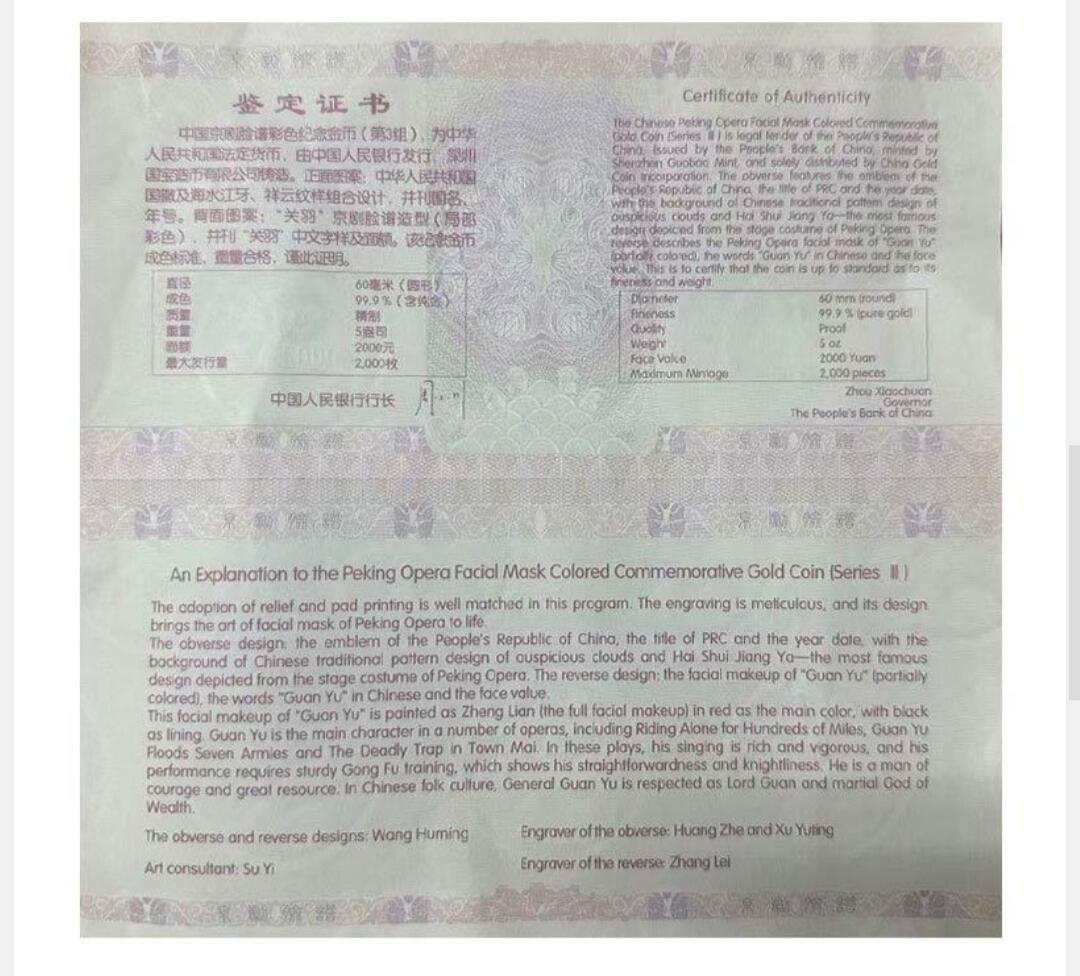 鉴定证书
中国京剧脸谱彩色纪念金币（第3组），为中华
人民共和国法定货币，由中国人民银行发行，深圳
国宝造币有限公司铸造。正面图案：中华人民共和国
国徽及海水江牙、祥云纹样组合设计，并刊国名、
年号。背面图案：“关羽”京剧脸谱造型（局部
彩色），并刊“关羽”中文字样及面额。该纪念金币
成色标准，重量合格，谨此证明。
直径 60毫米（圆形）
成色 99.9%（含纯金）
质量 精制
重量 5盎司
面额 2000元
最大发行量 2,000枚
中国人民银行行长
Certificate of Authenticity
The Chinese Peking Opera Facial Mask Colored Commemorative
Gold Coin (Series Ⅲ) is legal tender of the People's Republic of
China, issued by the People's Bank of China, minted by
Shenzhen Guobao Mint, and solely distributed by China Gold
Coin Incorporation. The obverse features the emblem of the
People's Republic of China, the title of PRC and the year date,
with the background of Chinese traditional pattern design of
auspicious clouds and Hai Shui Jiang Ya—the most famous
design depicted from the stage costume of Peking Opera. The
reverse describes the Peking Opera facial mask of "Guan Yu"
(partially colored), the words "Guan Yu" in Chinese and the face
value. This is to certify that the coin is up to standard as to its
fineness and weight.
Diameter 60 mm (round)
Fineness 99.9 % (pure gold)
Quality Proof
Weight 5 oz
Face Value 2000 Yuan
Maximum Mintage 2,000 pieces
Zhou Xiaochuan
Governor
The People's Bank of China
An Explanation to the Peking Opera Facial Mask Colored Commemorative Gold Coin (Series Ⅲ)
The adoption of relief and pad printing is well matched in this program. The engraving is meticulous, and its design
brings the art of facial mask of Peking Opera to life.
The obverse design: the emblem of the People's Republic of China, the title of PRC and the year date, with the
background of Chinese traditional pattern design of auspicious clouds and Hai Shui Jiang Ya—the most famous
design depicted from the stage costume of Peking Opera. The reverse design: the facial makeup of "Guan Yu" (partially
colored), the words "Guan Yu" in Chinese and the face value.
This facial makeup of "Guan Yu" is painted as Zheng Lian (the full facial makeup) in red as the main color, with black
as lining. Guan Yu is the main character in a number of operas, including Riding Alone for Hundreds of Miles, Guan Yu
Floods Seven Armies and The Deadly Trap in Town Mai. In these plays, his singing is rich and vigorous, and his
performance requires sturdy Gong Fu training, which shows his straightforwardness and knightliness. He is a man of
courage and great resource. In Chinese folk culture, General Guan Yu is respected as Lord Guan and martial God of
Wealth.
The obverse and reverse designs: Wang Huming
Engraver of the obverse: Huang Zhe and Xu Yuting
Art consultant: Su Yi
Engraver of the reverse: Zhang Lei